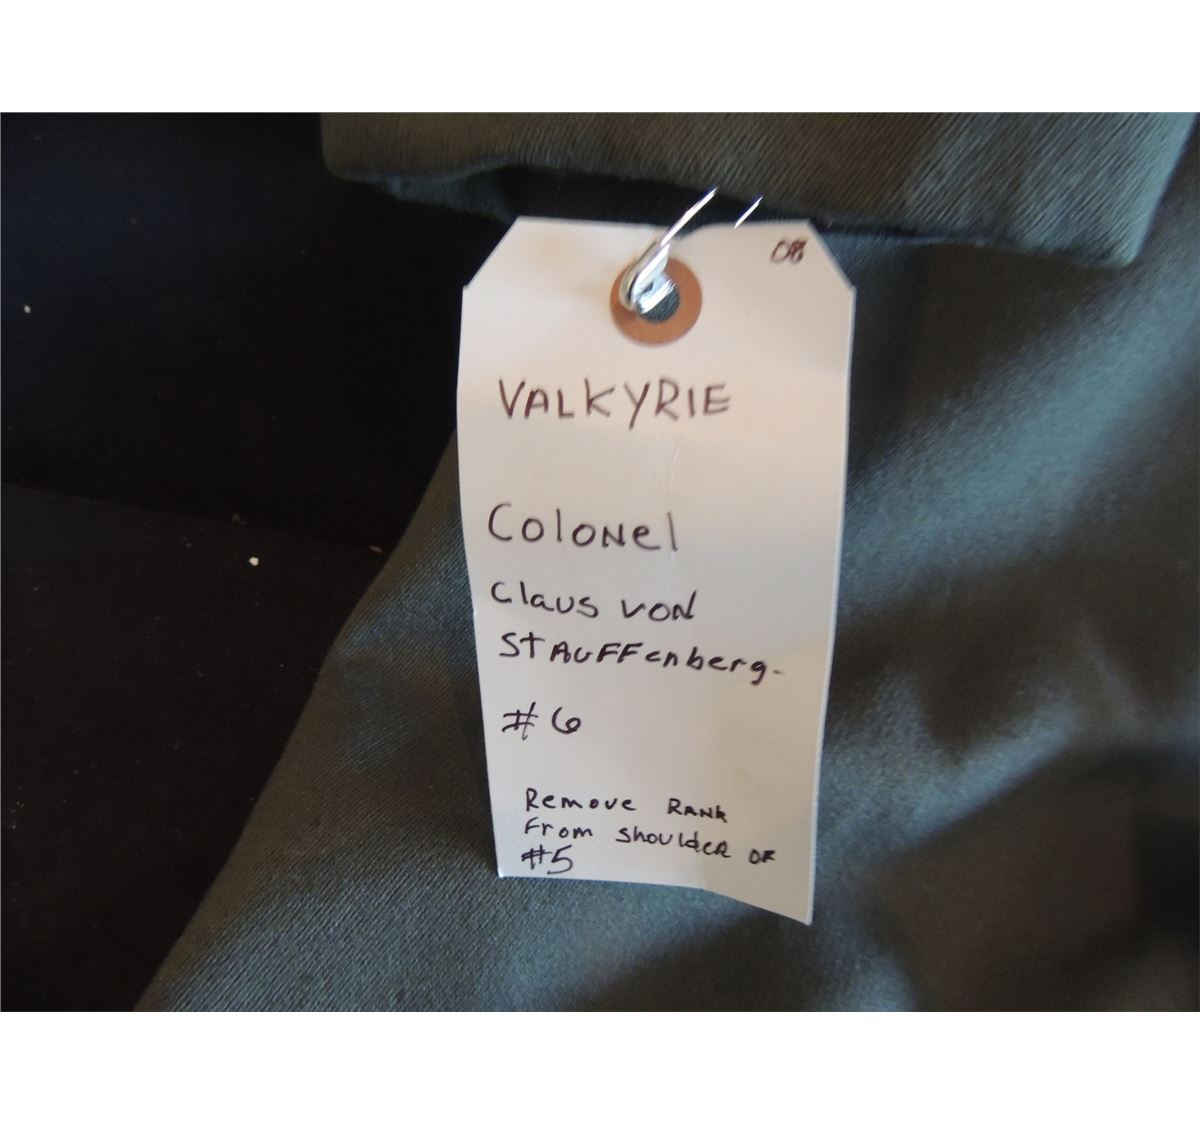 08
VALKYRIE
Colonel
Claus von
Stauffenberg-
#6
Remove Rank
From shoulder of
#5